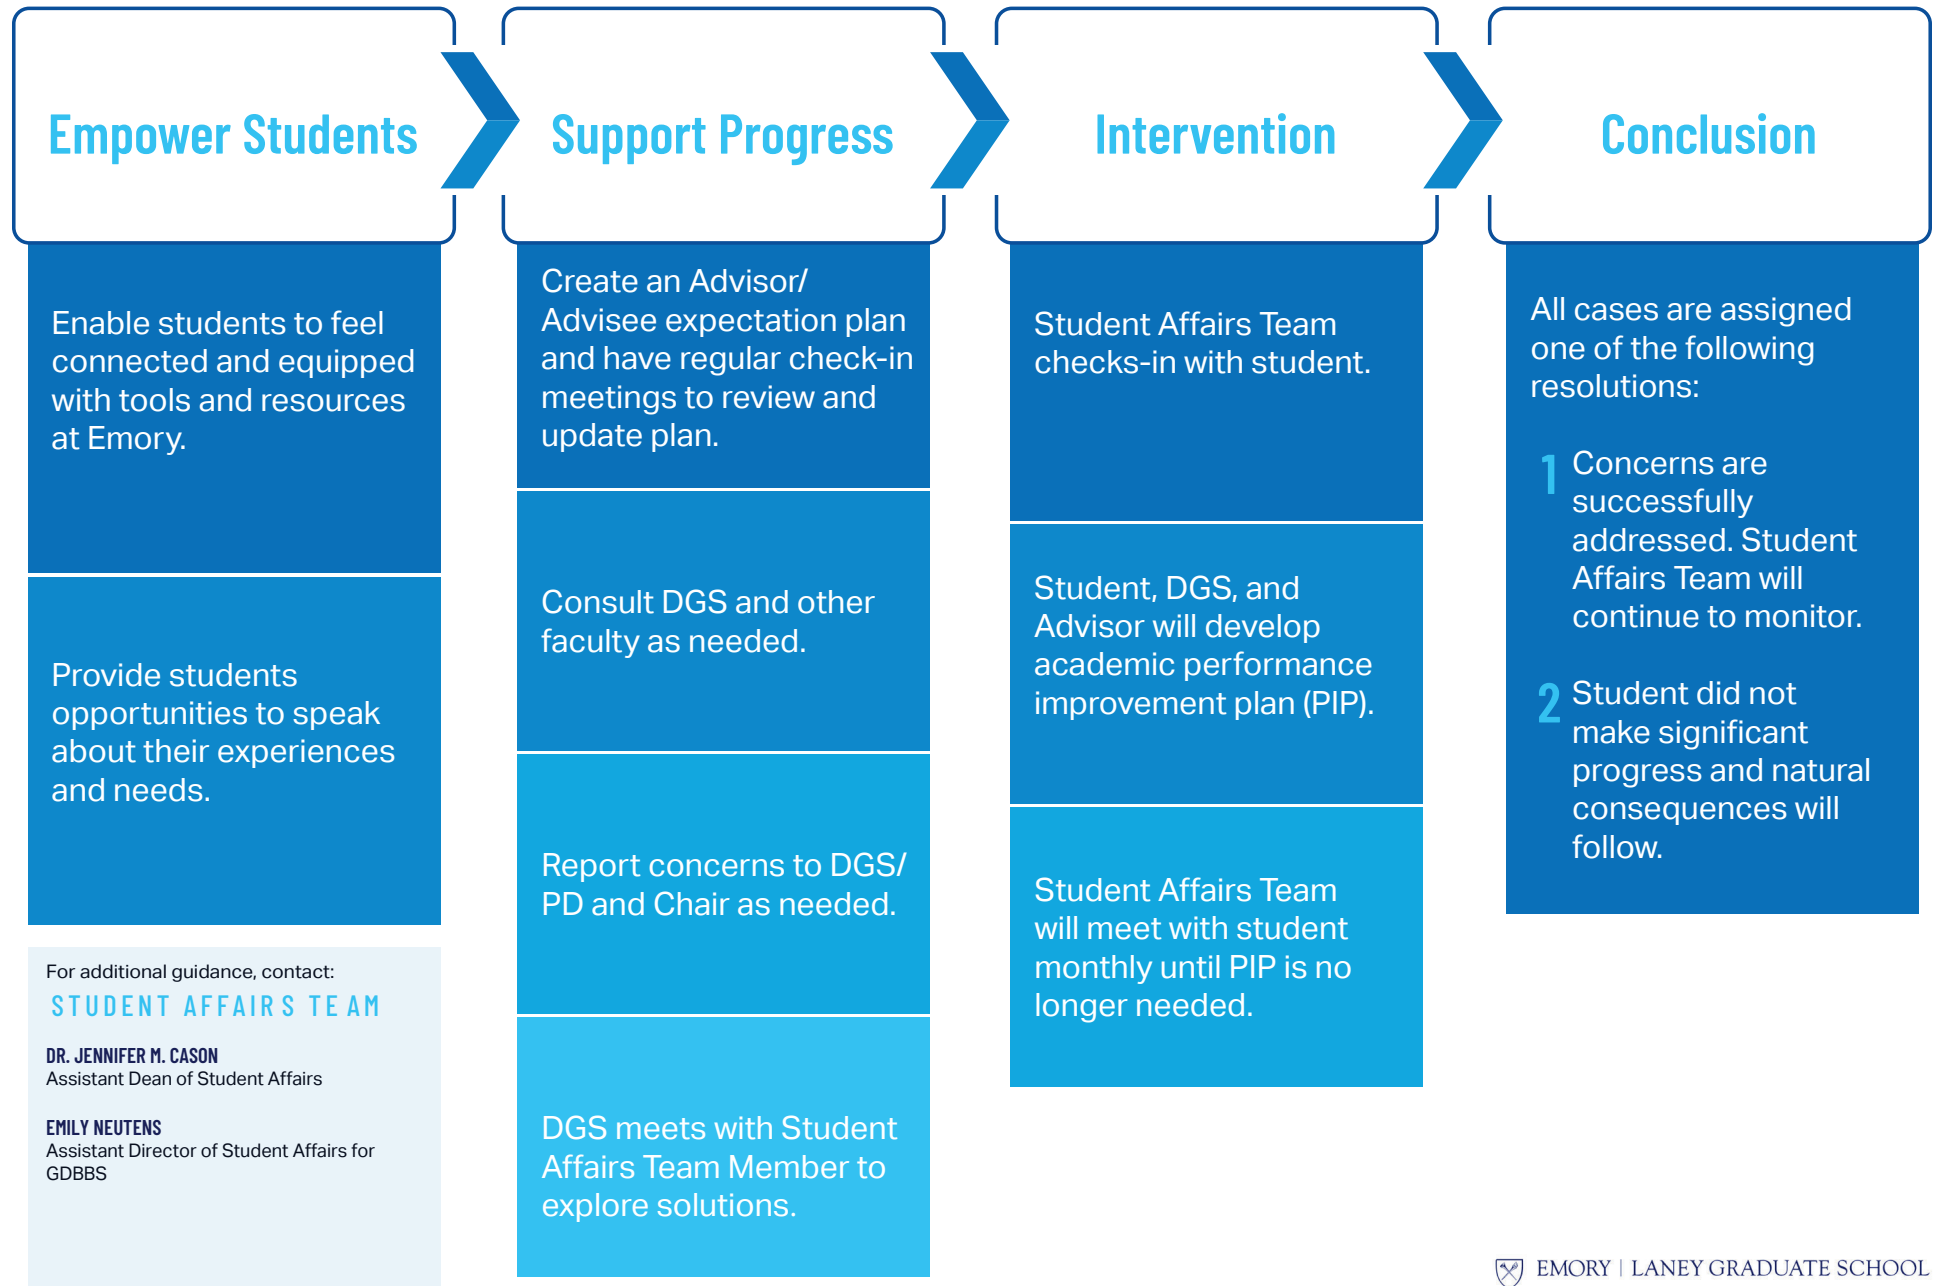 Empower Students
Enable students to feel
connected and equipped
with tools and resources
at Emory.
Provide students
opportunities to speak
about their experiences
and needs.
For additional guidance, contact:
STUDENT AFFAIRS TEAM
DR. JENNIFER M. CASON
Assistant Dean of Student Affairs
EMILY NEUTENS
Assistant Director of Student Affairs for
GDBBS
Support Progress
Create an Advisor/
Advisee expectation plan
and have regular check-in
meetings to review and
update plan.
Consult DGS and other
faculty as needed.
Report concerns to DGS/
PD and Chair as needed.
DGS meets with Student
Affairs Team Member to
explore solutions.
Intervention
Student Affairs Team
checks-in with student.
Student, DGS, and
Advisor will develop
academic performance
improvement plan (PIP).
Student Affairs Team
will meet with student
monthly until PIP is no
longer needed.
Conclusion
All cases are assigned
one of the following
resolutions:
1 Concerns are
successfully
addressed. Student
Affairs Team will
continue to monitor.
2 Student did not
make significant
progress and natural
consequences will
follow.
EMORY | LANEY GRADUATE SCHOOL